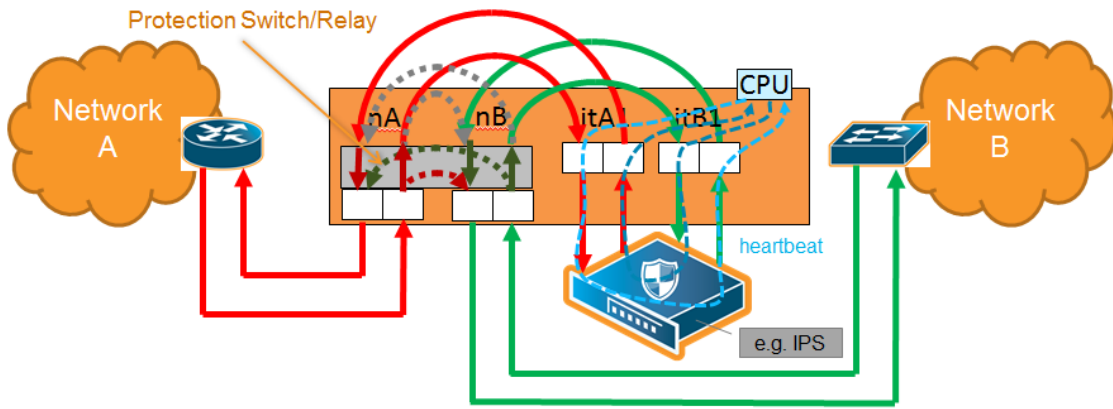 Protection Switch/Relay
CPU
Network
A
nA
nB
itA1
itB1
Network
B
heartbeat
e.g. IPS